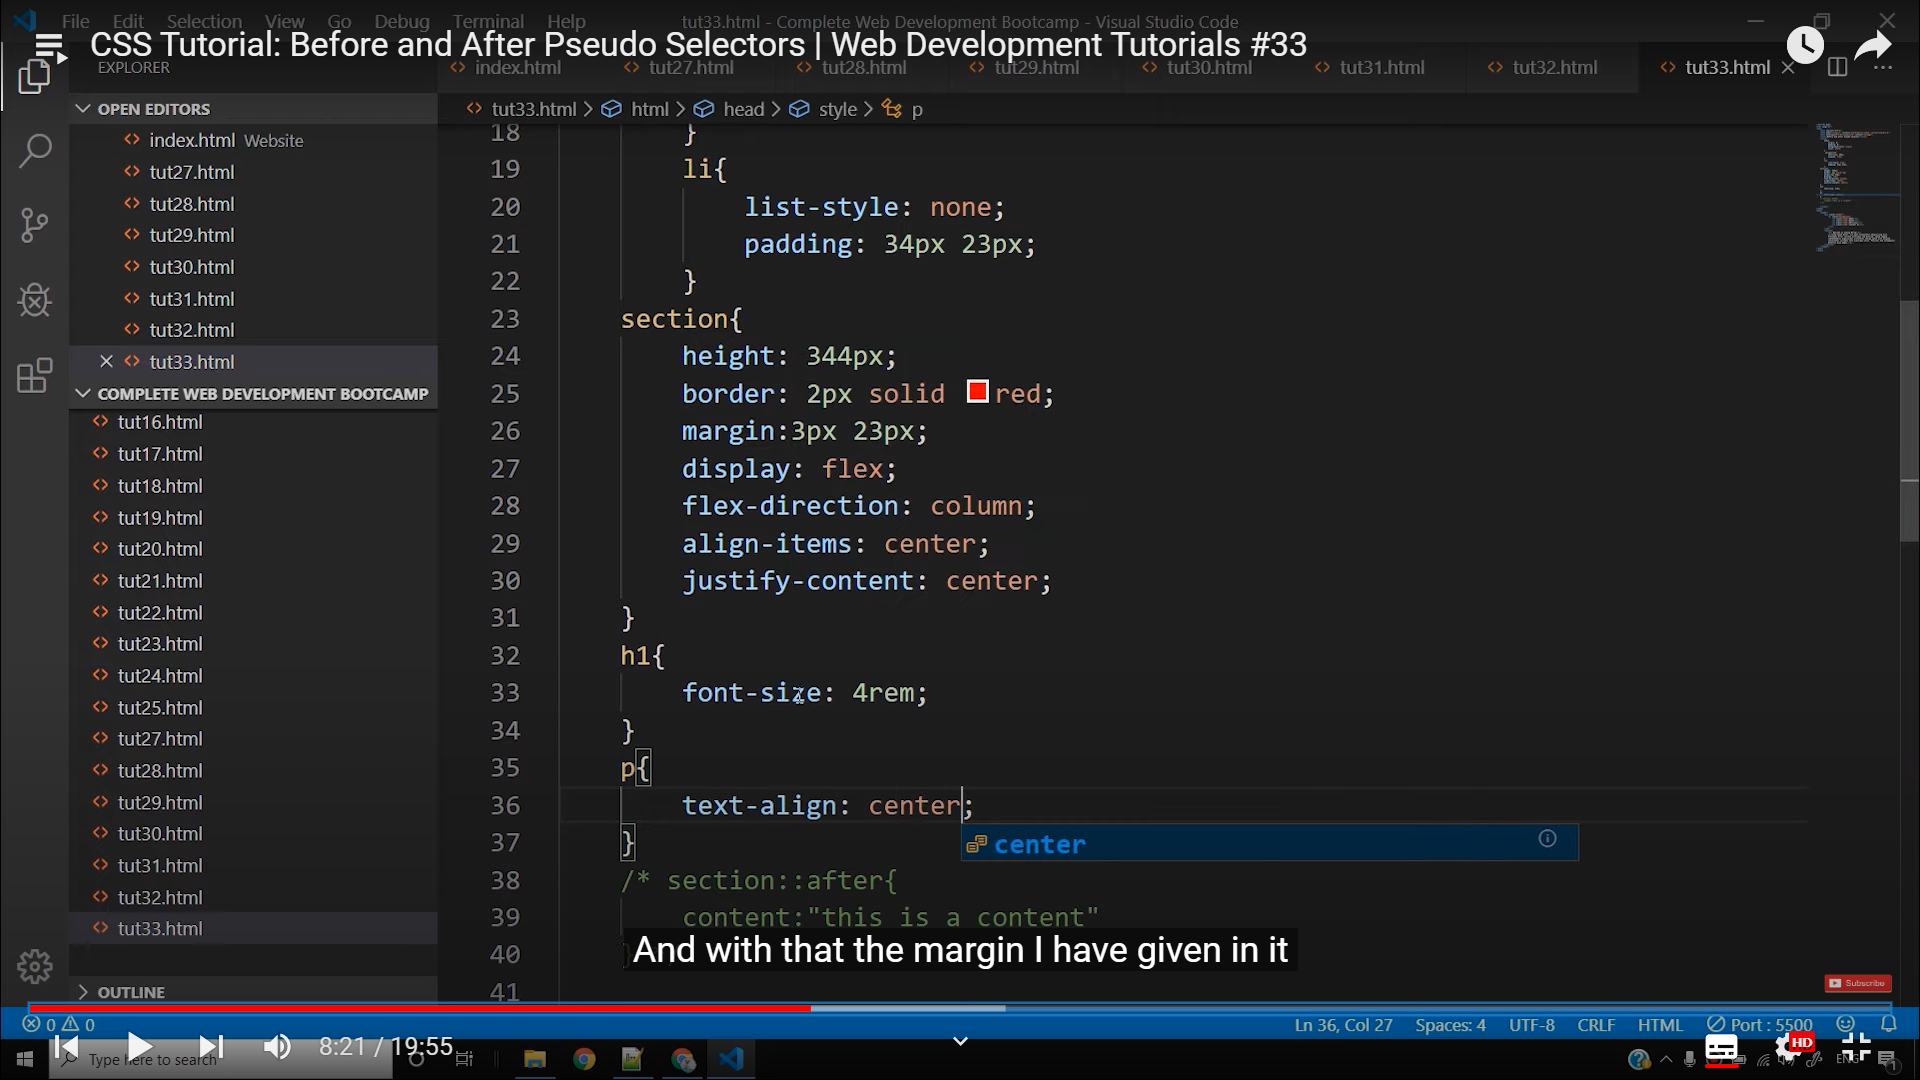 File Edit Selection View Go Debug Terminal Help
tut33.html - Complete Web Development Bootcamp - Visual Studio Code
CSS Tutorial: Before and After Pseudo Selectors | Web Development Tutorials #33
EXPLORER
index.html tut27.html tut28.html tut29.html tut30.html tut31.html tut32.html tut33.html
OPEN EDITORS
index.html Website
tut27.html
tut28.html
tut29.html
tut30.html
tut31.html
tut32.html
tut33.html
COMPLETE WEB DEVELOPMENT BOOTCAMP
tut16.html
tut17.html
tut18.html
tut19.html
tut20.html
tut21.html
tut22.html
tut23.html
tut24.html
tut25.html
tut27.html
tut28.html
tut29.html
tut30.html
tut31.html
tut32.html
tut33.html
OUTLINE
tut33.html > html > head > style > p
18 }
19 li{
20 list-style: none;
21 padding: 34px 23px;
22 }
23 section{
24 height: 344px;
25 border: 2px solid red;
26 margin:3px 23px;
27 display: flex;
28 flex-direction: column;
29 align-items: center;
30 justify-content: center;
31 }
32 h1{
33 font-size: 4rem;
34 }
35 p{
36 text-align: center;
center
37 }
38 /* section::after{
39 content:"this is a content"
40
41
And with that the margin I have given in it
Subscribe
0 0
Ln 36, Col 27 Spaces: 4 UTF-8 CRLF HTML Port : 5500
8:21 / 19:55
Type here to search
HD
ENG
1